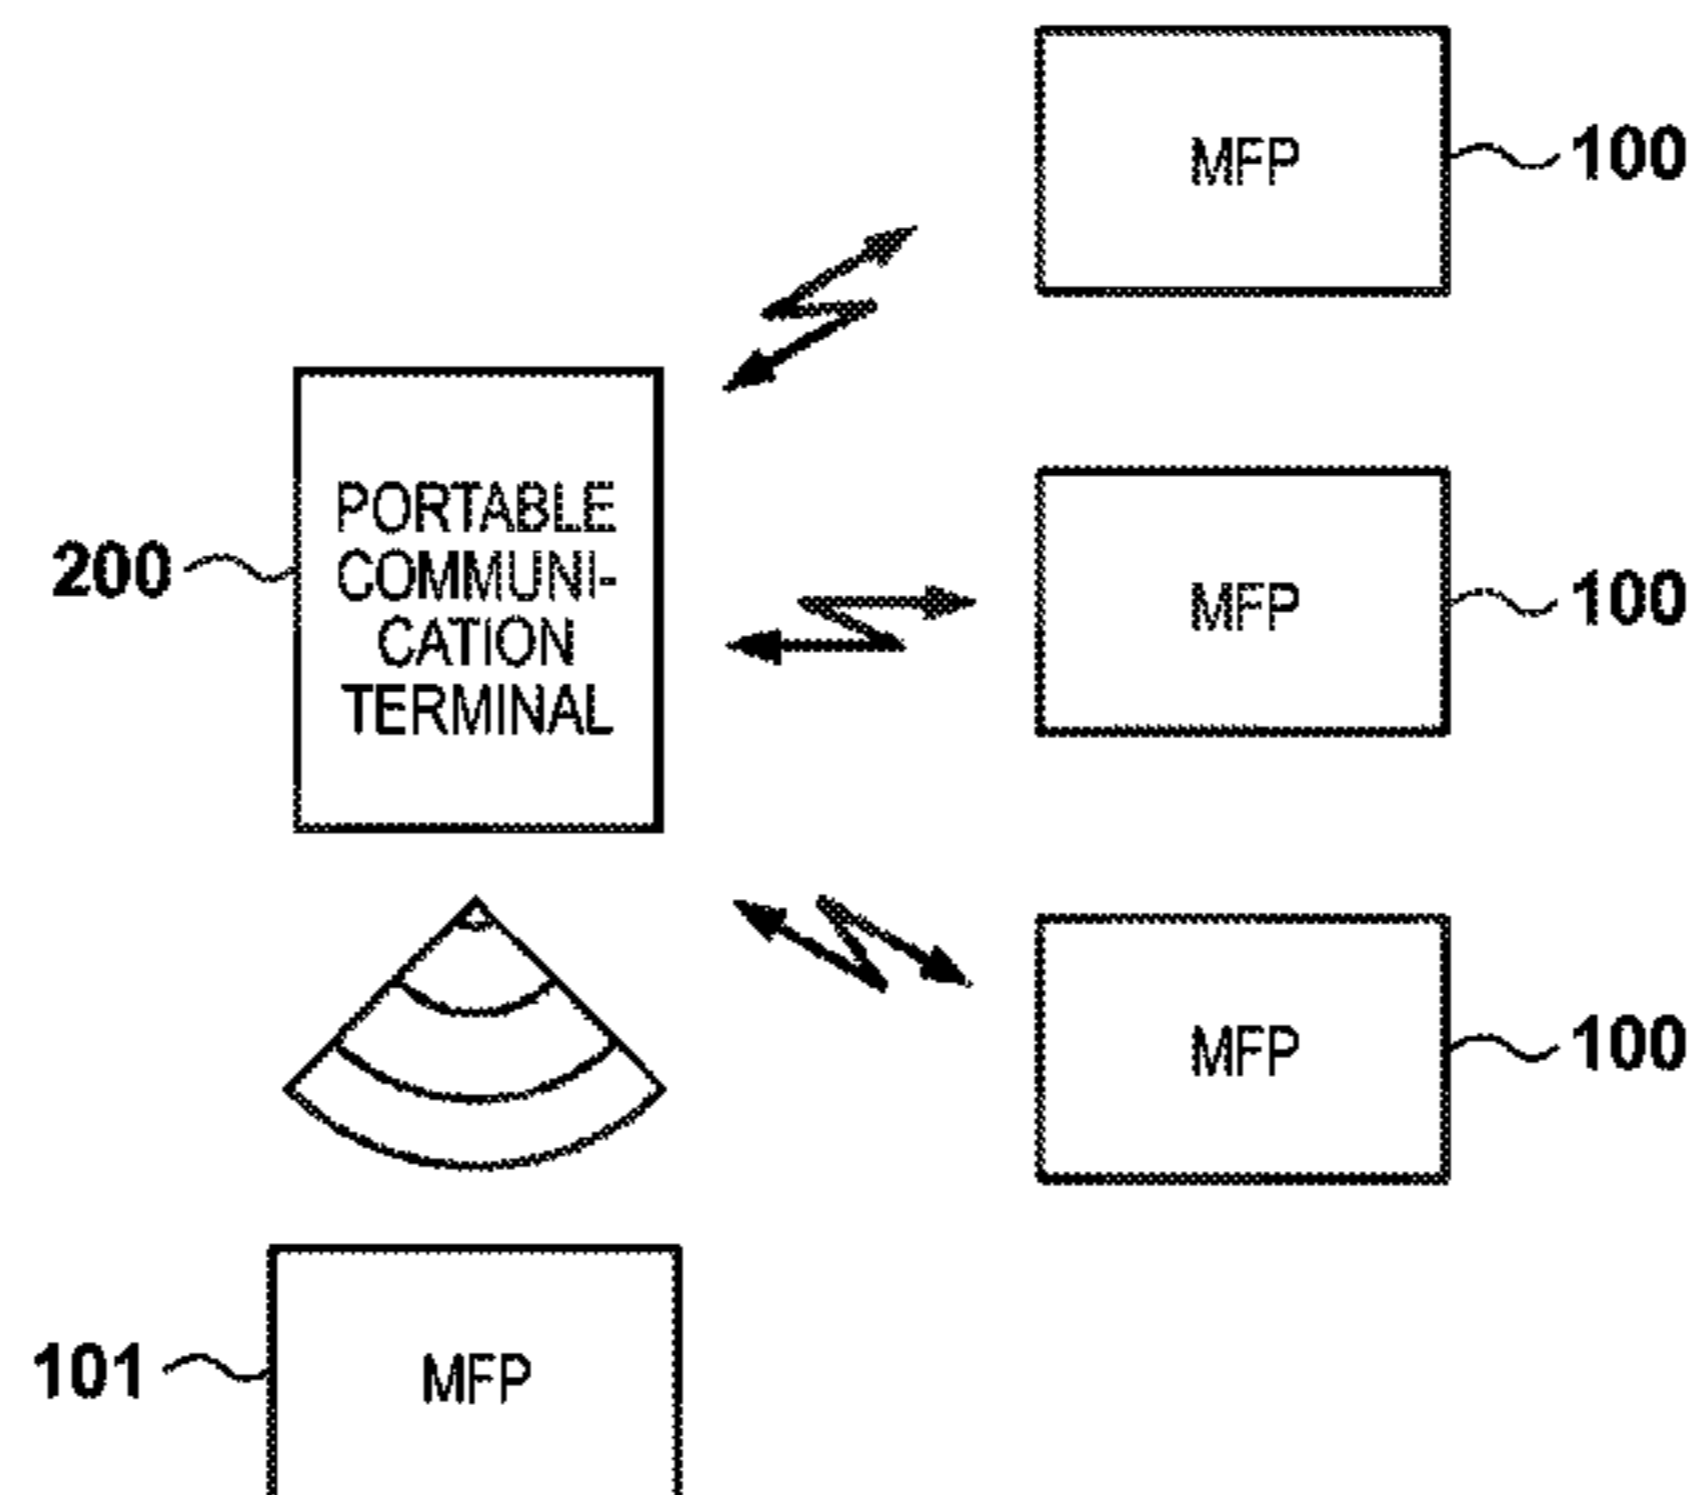 MFP 100
PORTABLE
COMMUNI-
CATION
TERMINAL
200
MFP 100
MFP 100
101 MFP